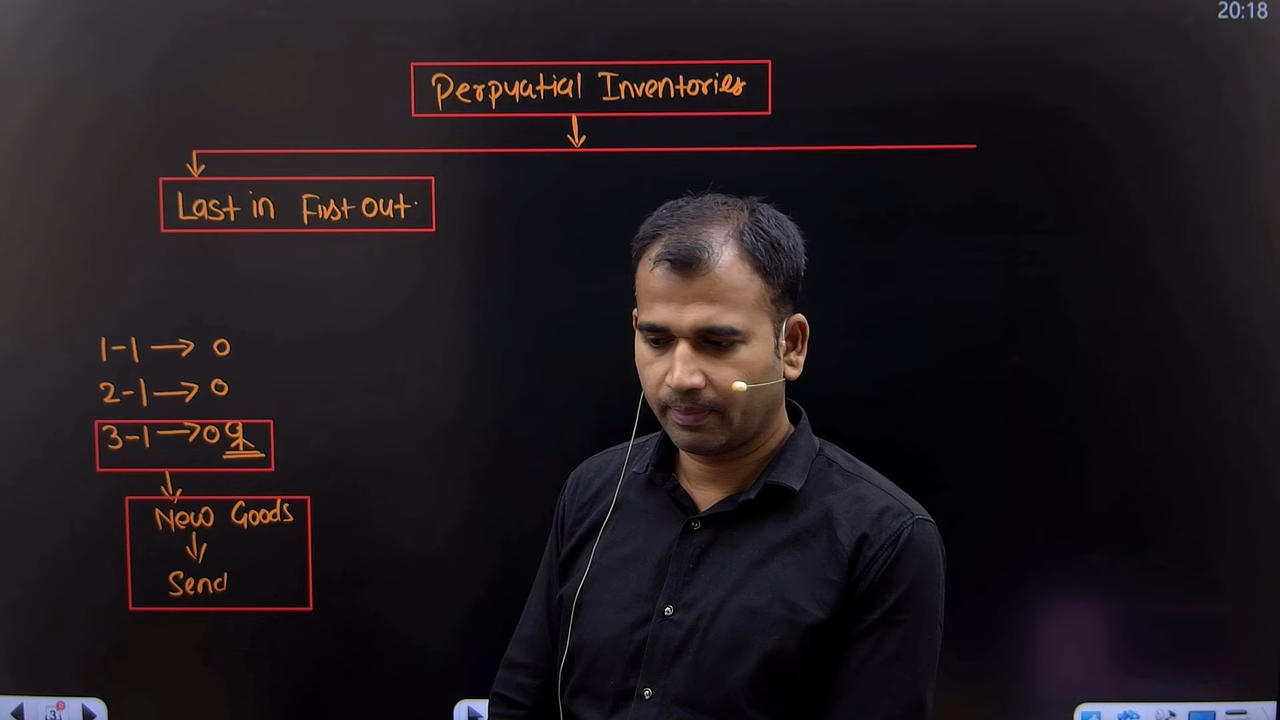 20:18
Perpuatial Inventories
Last in First out.
1-1 → 0
2-1 → 0
3-1 → 0
New Goods
↓
Send
3